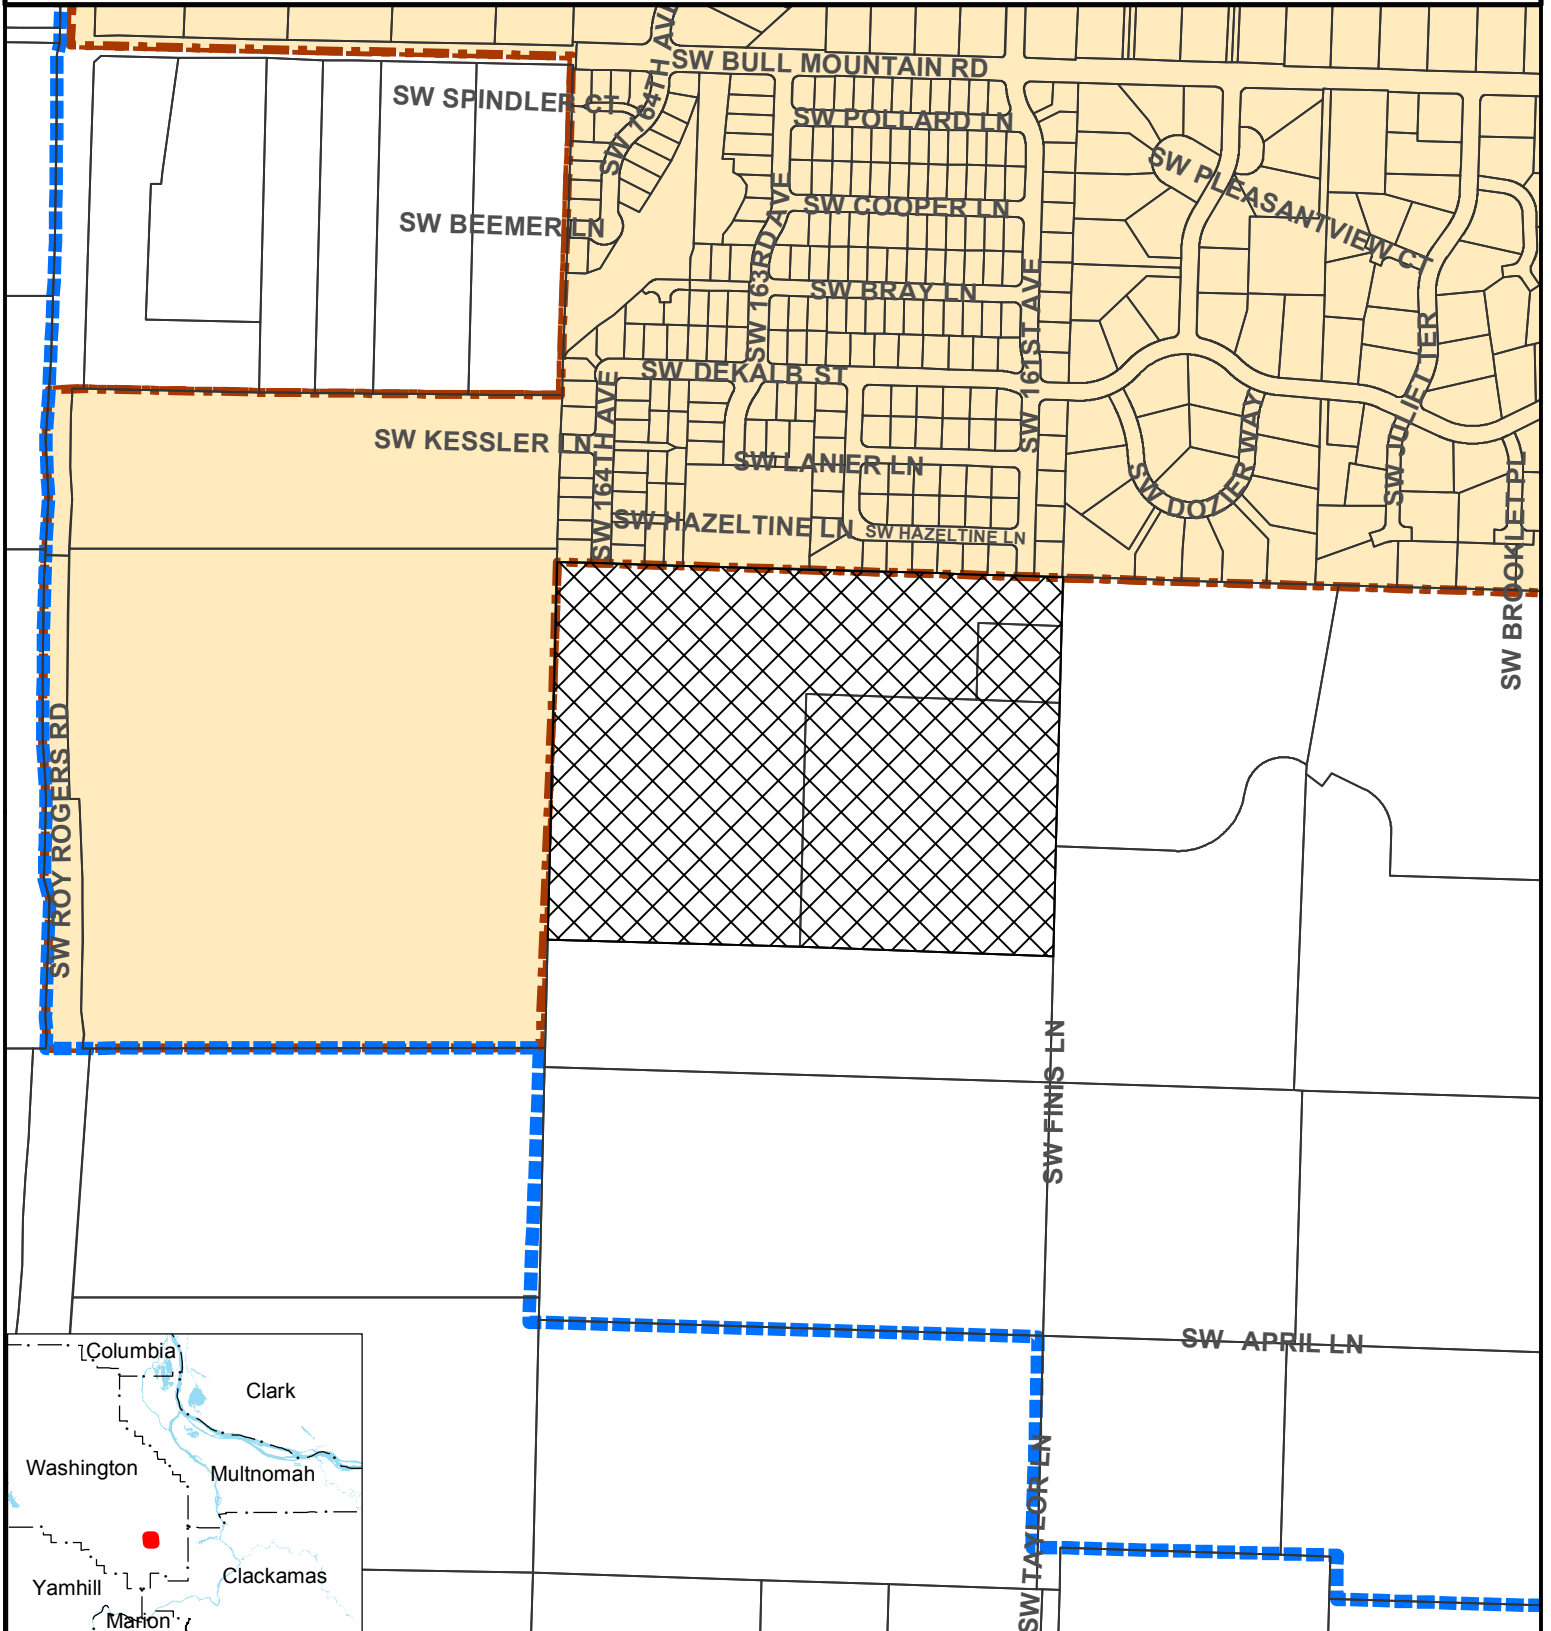 SW 164TH AVE
SW BULL MOUNTAIN RD
SW SPINDLER CT
SW POLLARD LN
SW PLEASANTVIEW CT
SW COOPER LN
SW BEEMER LN
SW 163RD AVE
SW BRAY LN
SW 161ST AVE
SW DEKALB ST
SW JULIET TER
SW KESSLER LN
SW 164TH AVE
SW LANIER LN
SW DOZIER WAY
SW HAZELTINE LN
SW HAZELTINE LN
SW BROOKLET PL
SW ROY ROGERS RD
SW FINIS LN
SW APRIL LN
SW TAYLOR LN
Columbia
Clark
Washington
Multnomah
Clackamas
Yamhill
Marion